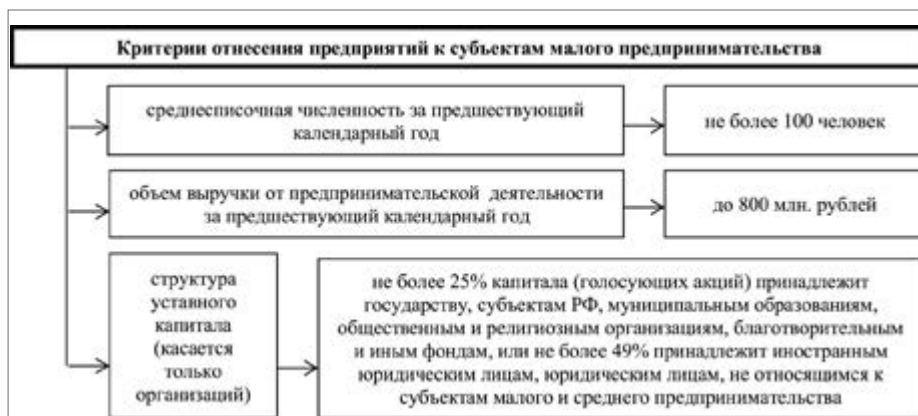 Критерии отнесения предприятий к субъектам малого предпринимательства
среднесписочная численность за предшествующий
календарный год
не более 100 человек
объем выручки от предпринимательской деятельности
за предшествующий календарный год
до 800 млн. рублей
структура
уставного
капитала
(касается
только
организаций)
не более 25% капитала (голосующих акций) принадлежит
государству, субъектам РФ, муниципальным образованиям,
общественным и религиозным организациям, благотворительным
и иным фондам, или не более 49% принадлежит иностранным
юридическим лицам, юридическим лицам, не относящимся к
субъектам малого и среднего предпринимательства